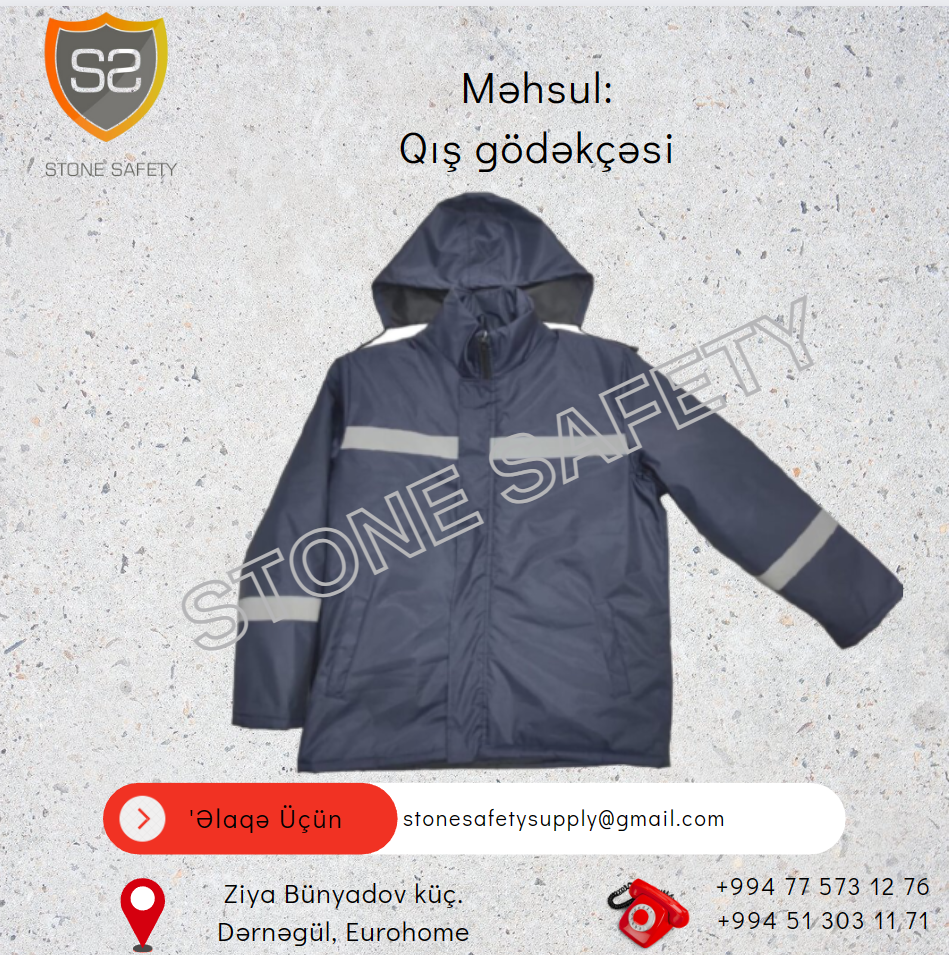 SS
STONE SAFETY
Məhsul:
Qış gödəkçəsi
STONE SAFETY
'Əlaqə Üçün
stonesafetysupply@gmail.com
Ziya Bünyadov küç.
Dərnəgül, Eurohome
+994 77 573 12 76
+994 51 303 11 71